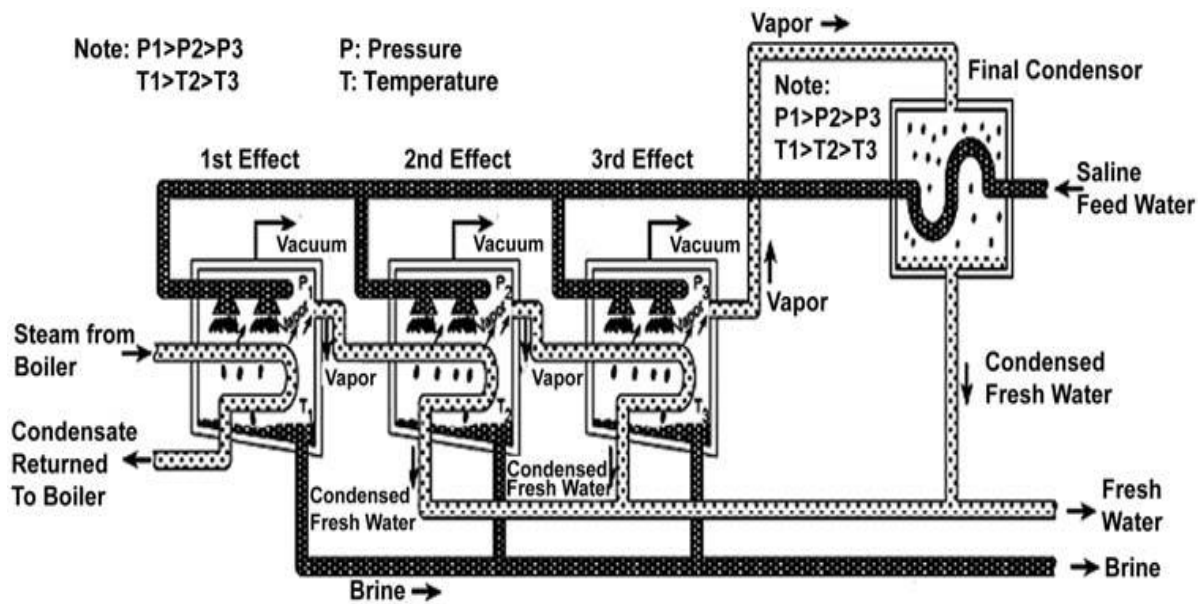 Note: P1>P2>P3
T1>T2>T3
P: Pressure
T: Temperature
Vapor
Final Condensor
Note:
P1>P2>P3
T1>T2>T3
1st Effect
2nd Effect
3rd Effect
Saline
Feed Water
Vacuum
Vacuum
Vacuum
P1
P2
P3
Vapor
Vapor
Vapor
Vapor
Steam from
Boiler
Vapor
Vapor
T1
T2
T3
Condensed
Fresh Water
Condensate
Returned
To Boiler
Condensed
Fresh Water
Condensed
Fresh Water
Fresh
Water
Brine
Brine